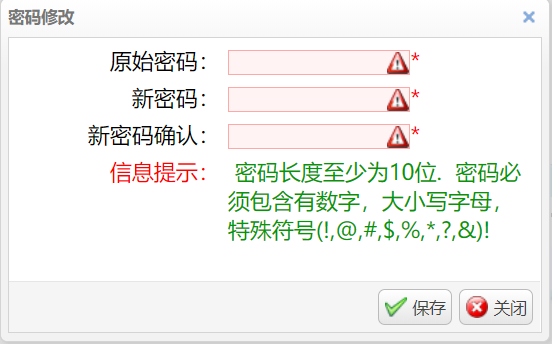 密码修改
原始密码： *
新密码： *
新密码确认： *
信息提示： 密码长度至少为10位. 密码必
须包含有数字，大小写字母，
特殊符号(!,@,#,$,%,*,?,&)!
保存 关闭